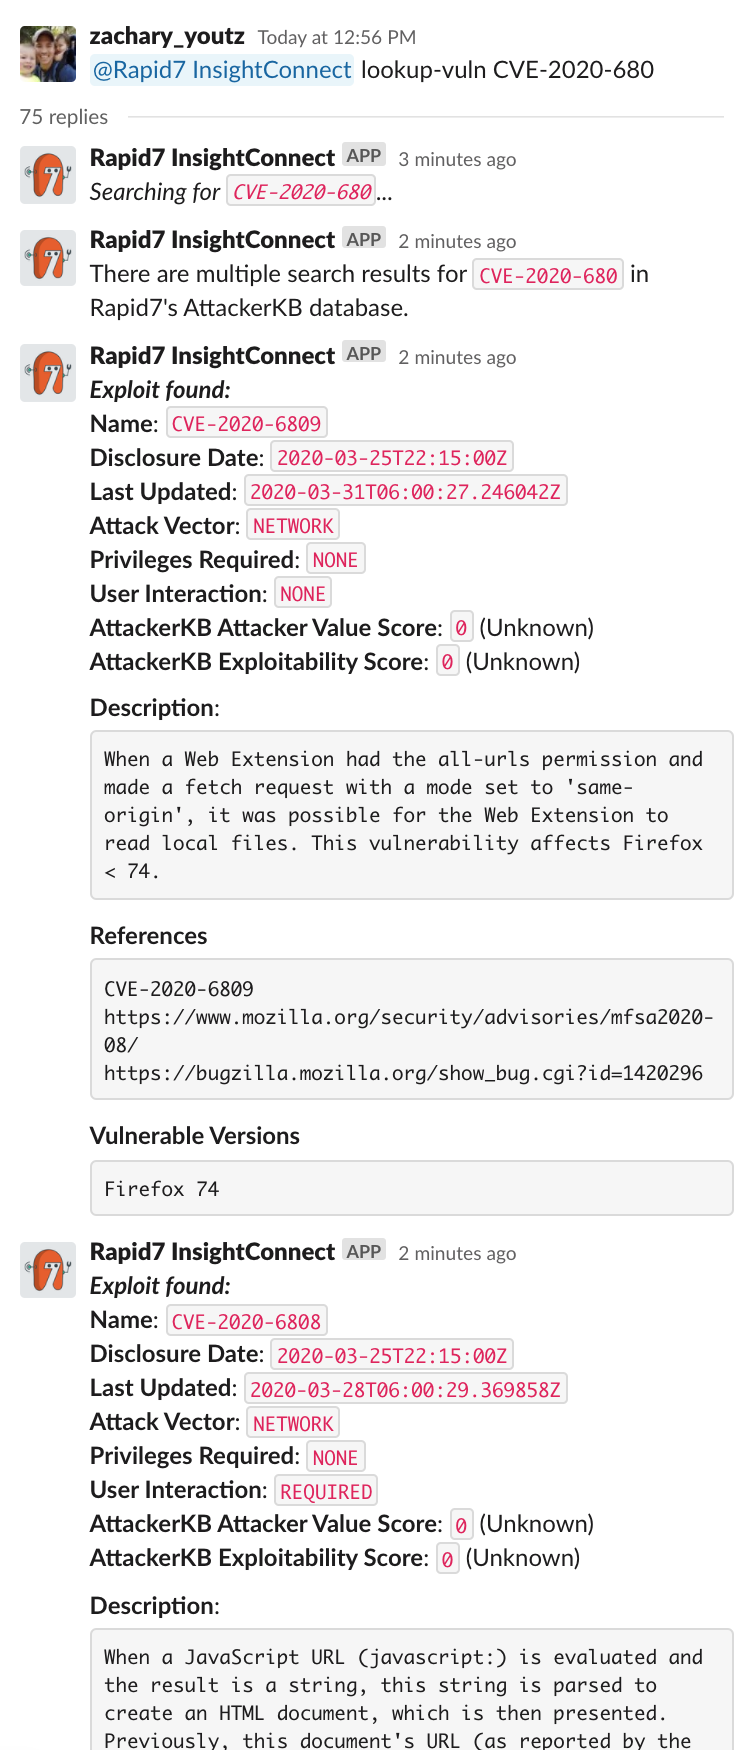 zachary_youtz Today at 12:56 PM
@Rapid7 InsightConnect lookup-vuln CVE-2020-680
75 replies
Rapid7 InsightConnect APP 3 minutes ago
Searching for CVE-2020-680...
Rapid7 InsightConnect APP 2 minutes ago
There are multiple search results for CVE-2020-680 in
Rapid7's AttackerKB database.
Rapid7 InsightConnect APP 2 minutes ago
Exploit found:
Name: CVE-2020-6809
Disclosure Date: 2020-03-25T22:15:00Z
Last Updated: 2020-03-31T06:00:27.246042Z
Attack Vector: NETWORK
Privileges Required: NONE
User Interaction: NONE
AttackerKB Attacker Value Score: 0 (Unknown)
AttackerKB Exploitability Score: 0 (Unknown)
Description:
When a Web Extension had the all-urls permission and
made a fetch request with a mode set to 'same-
origin', it was possible for the Web Extension to
read local files. This vulnerability affects Firefox
< 74.
References
CVE-2020-6809
https://www.mozilla.org/security/advisories/mfsa2020-
08/
https://bugzilla.mozilla.org/show_bug.cgi?id=1420296
Vulnerable Versions
Firefox 74
Rapid7 InsightConnect APP 2 minutes ago
Exploit found:
Name: CVE-2020-6808
Disclosure Date: 2020-03-25T22:15:00Z
Last Updated: 2020-03-28T06:00:29.369858Z
Attack Vector: NETWORK
Privileges Required: NONE
User Interaction: REQUIRED
AttackerKB Attacker Value Score: 0 (Unknown)
AttackerKB Exploitability Score: 0 (Unknown)
Description:
When a JavaScript URL (javascript:) is evaluated and
the result is a string, this string is parsed to
create an HTML document, which is then presented.
Previously, this document's URL (as reported by the